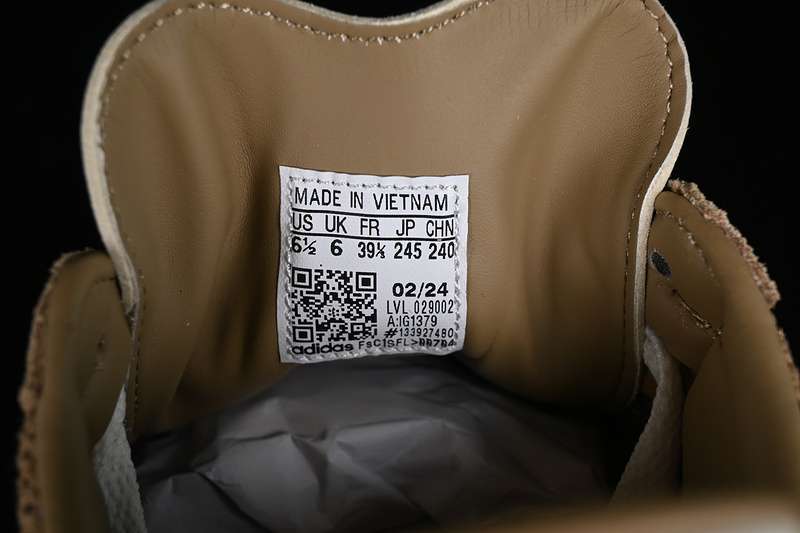 MADE IN VIETNAM
US UK FR JP CHN
6½ 6 39⅓ 245 240
02/24
LVL 029002
A:IG1379
#133927480
adidas